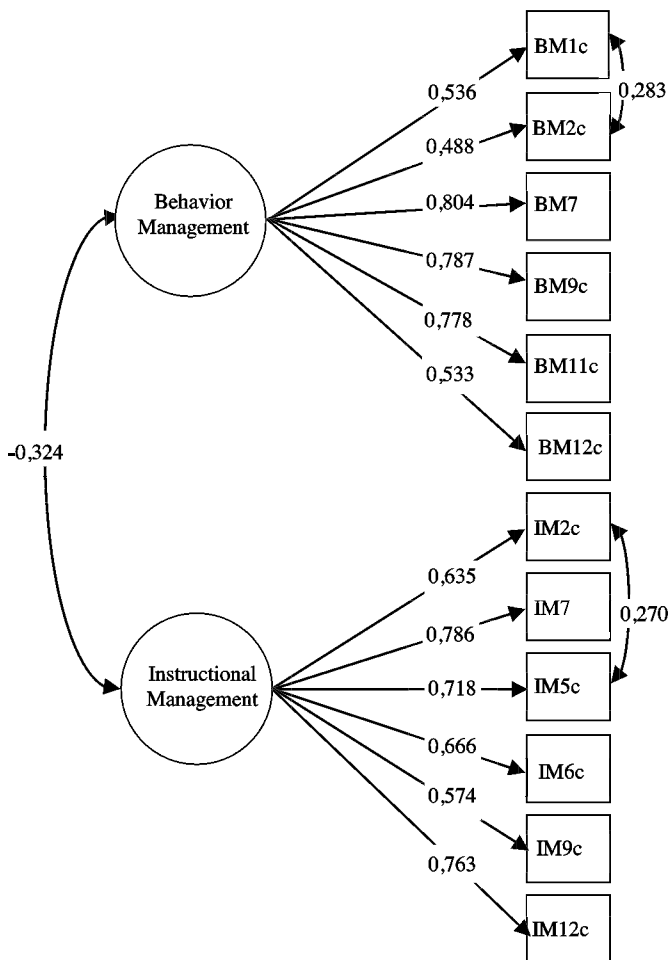 BM1c
0,283
0,536
BM2c
0,488
Behavior
Management
0,804
BM7
0,787
BM9c
0,778
BM11c
0,533
BM12c
-0,324
IM2c
0,635
IM7
0,270
0,786
Instructional
Management
0,718
IM5c
0,666
IM6c
0,574
IM9c
0,763
IM12c